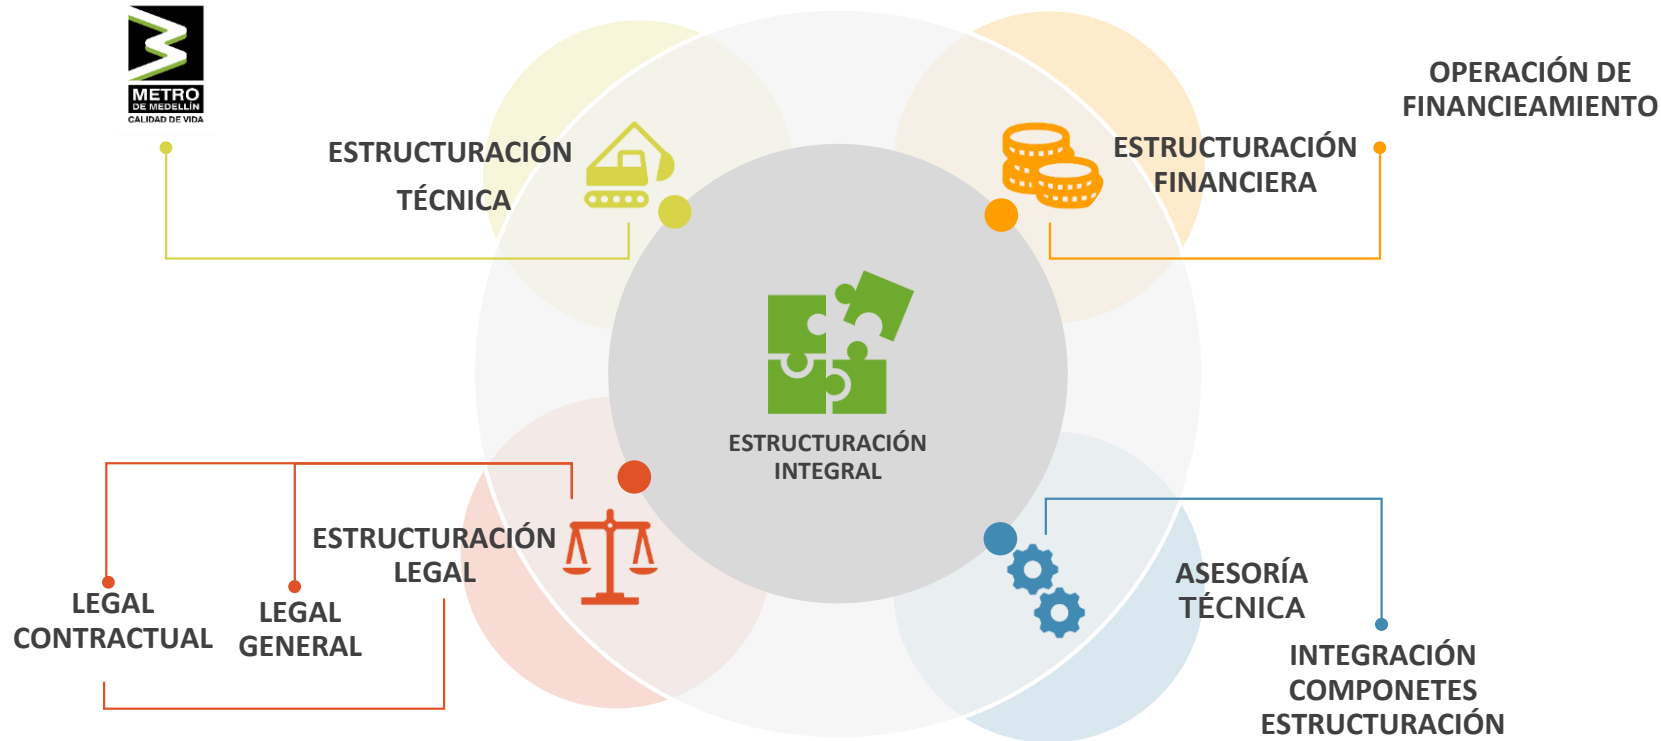 METRO
DE MEDELLÍN
CALIDAD DE VIDA
ESTRUCTURACIÓN
TÉCNICA
ESTRUCTURACIÓN
FINANCIERA
OPERACIÓN DE
FINANCIEAMIENTO
ESTRUCTURACIÓN
INTEGRAL
ESTRUCTURACIÓN
LEGAL
LEGAL
CONTRACTUAL
LEGAL
GENERAL
ASESORÍA
TÉCNICA
INTEGRACIÓN
COMPONETES
ESTRUCTURACIÓN